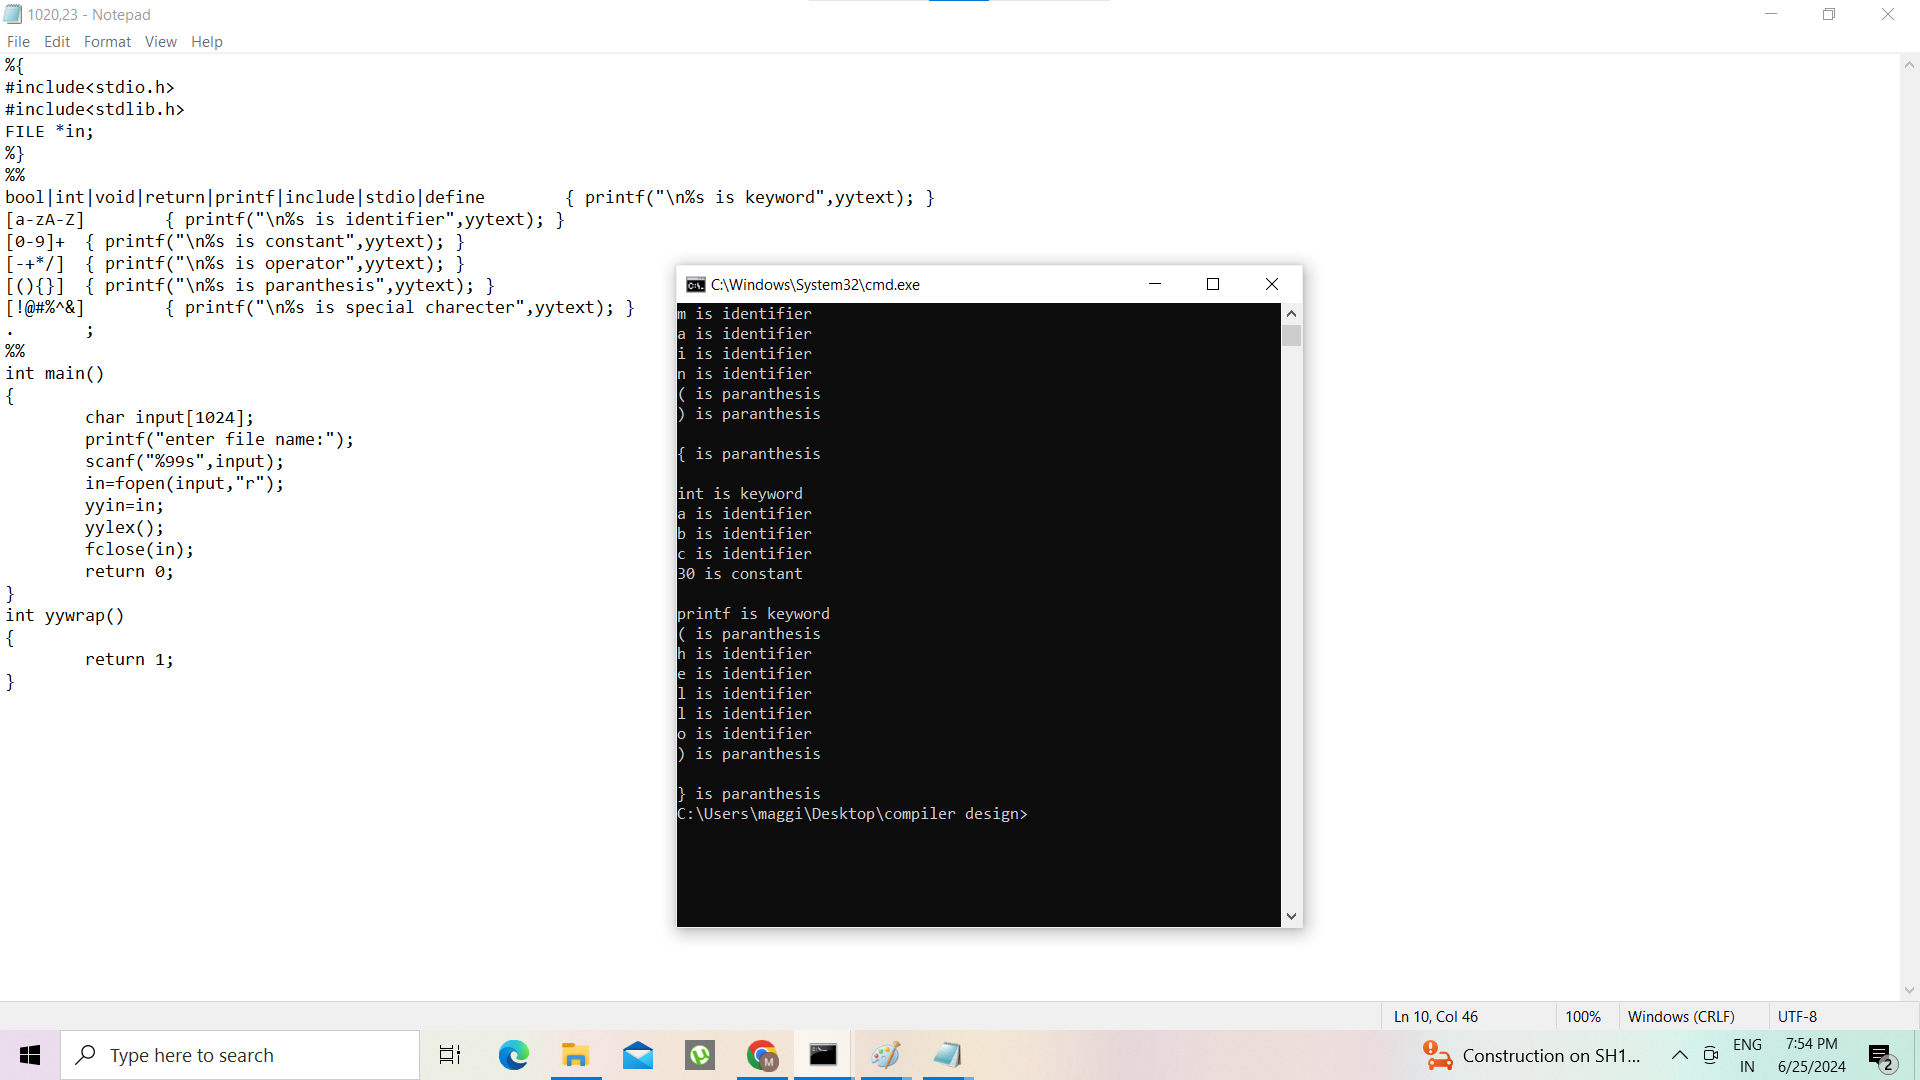 1020,23 - Notepad
File Edit Format View Help
%{
#include<stdio.h>
#include<stdlib.h>
FILE *in;
%}
%%
bool|int|void|return|printf|include|stdio|define { printf("\n%s is keyword",yytext); }
[a-zA-Z] { printf("\n%s is identifier",yytext); }
[0-9]+ { printf("\n%s is constant",yytext); }
[-+*/] { printf("\n%s is operator",yytext); }
[(){}] { printf("\n%s is paranthesis",yytext); }
[!@#%^&] { printf("\n%s is special charecter",yytext); }
. ;
%%
int main()
{
char input[1024];
printf("enter file name:");
scanf("%99s",input);
in=fopen(input,"r");
yyin=in;
yylex();
fclose(in);
return 0;
}
int yywrap()
{
return 1;
}
C:\Windows\System32\cmd.exe
m is identifier
a is identifier
i is identifier
n is identifier
( is paranthesis
) is paranthesis
{ is paranthesis
int is keyword
a is identifier
b is identifier
c is identifier
30 is constant
printf is keyword
( is paranthesis
h is identifier
e is identifier
l is identifier
l is identifier
o is identifier
) is paranthesis
} is paranthesis
C:\Users\maggi\Desktop\compiler design>
Ln 10, Col 46 100% Windows (CRLF) UTF-8
Type here to search
M
Construction on SH1...
ENG
IN
7:54 PM
6/25/2024
2